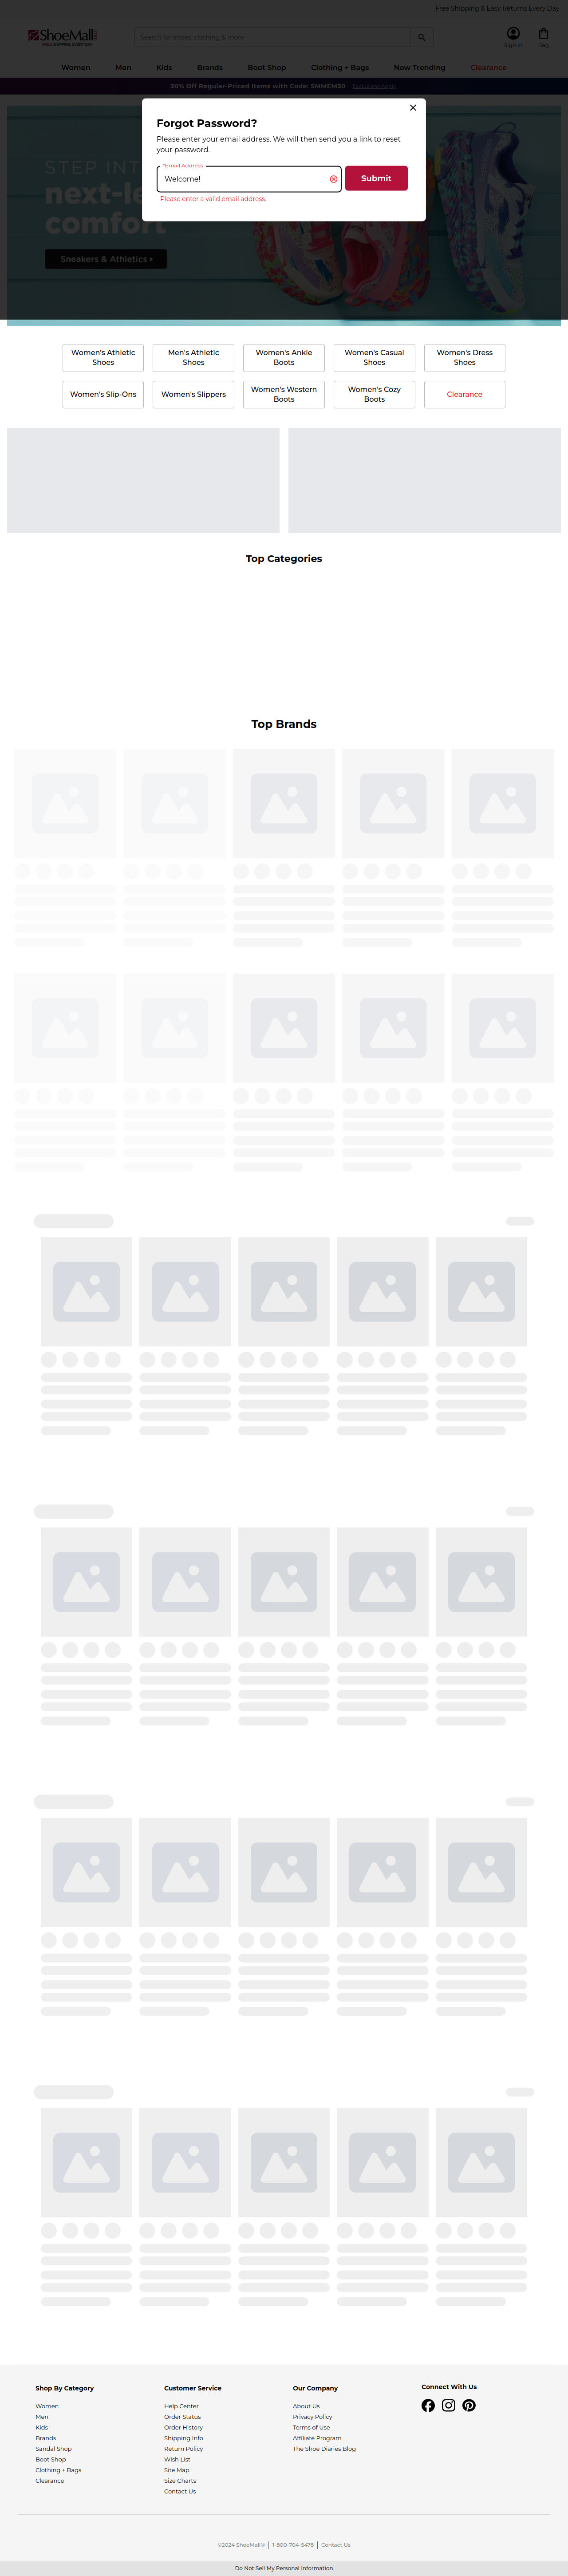 Free Shipping & Easy Returns Every Day
ShoeMall
FREE SHIPPING EVERY DAY
Search for shoes, clothing & more
Sign In
Bag
Women
Men
Kids
Brands
Boot Shop
Clothing + Bags
Now Trending
Clearance
30% Off Regular-Priced Items with Code: SMMEM30
Exclusions Apply
STEP INT
next-le
comfort
Sneakers & Athletics
Forgot Password?
Please enter your email address. We will then send you a link to reset
your password.
*Email Address
Welcome!
Submit
Please enter a valid email address.
Women's Athletic
Shoes
Men's Athletic
Shoes
Women's Ankle
Boots
Women's Casual
Shoes
Women's Dress
Shoes
Women's Slip-Ons
Women's Slippers
Women's Western
Boots
Women's Cozy
Boots
Clearance
Top Categories
Top Brands
Shop By Category
Women
Men
Kids
Brands
Sandal Shop
Boot Shop
Clothing + Bags
Clearance
Customer Service
Help Center
Order Status
Order History
Shipping Info
Return Policy
Wish List
Site Map
Size Charts
Contact Us
Our Company
About Us
Privacy Policy
Terms of Use
Affiliate Program
The Shoe Diaries Blog
Connect With Us
©2024 ShoeMall®
1-800-704-5478
Contact Us
Do Not Sell My Personal Information